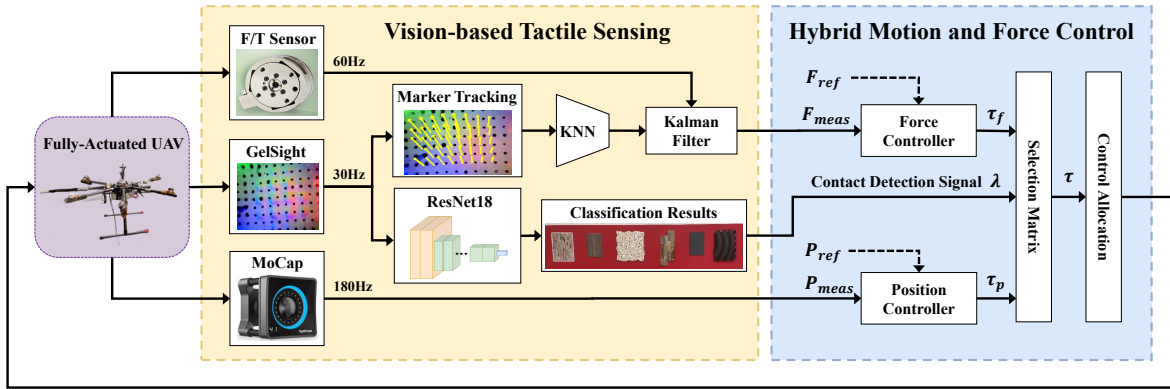 Vision-based Tactile Sensing
Hybrid Motion and Force Control
F/T Sensor
60Hz
Marker Tracking
KNN
Kalman
Filter
Fully-Actuated UAV
GelSight
30Hz
ResNet18
...
Classification Results
MoCap
180Hz
F_ref
F_meas
Force
Controller
τ_f
Contact Detection Signal λ
P_ref
P_meas
Position
Controller
τ_p
Selection Matrix
τ
Control Allocation